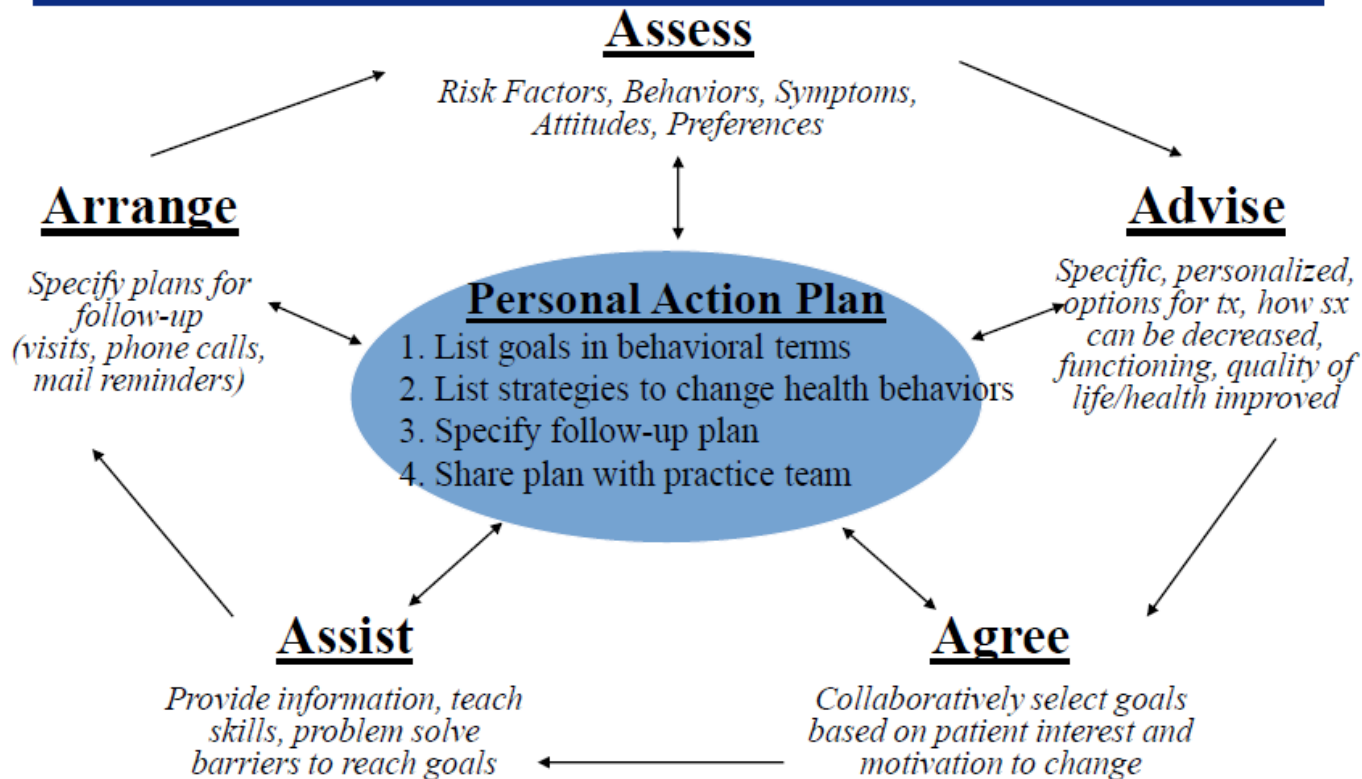 Assess
Risk Factors, Behaviors, Symptoms,
Attitudes, Preferences
Advise
Specific, personalized,
options for tx, how sx
can be decreased,
functioning, quality of
life/health improved
Agree
Collaboratively select goals
based on patient interest and
motivation to change
Assist
Provide information, teach
skills, problem solve
barriers to reach goals
Arrange
Specify plans for
follow-up
(visits, phone calls,
mail reminders)
Personal Action Plan
1. List goals in behavioral terms
2. List strategies to change health behaviors
3. Specify follow-up plan
4. Share plan with practice team